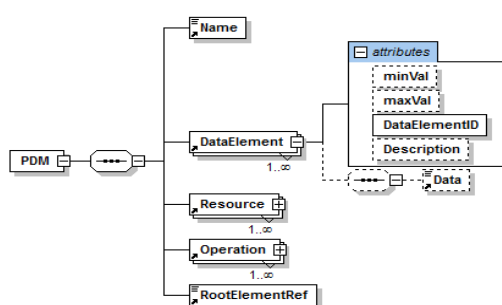 Name
attributes
minVal
maxVal
DataElement
DataElementID
1..∞
Description
PDM
Data
Resource
1..∞
Operation
1..∞
RootElementRef